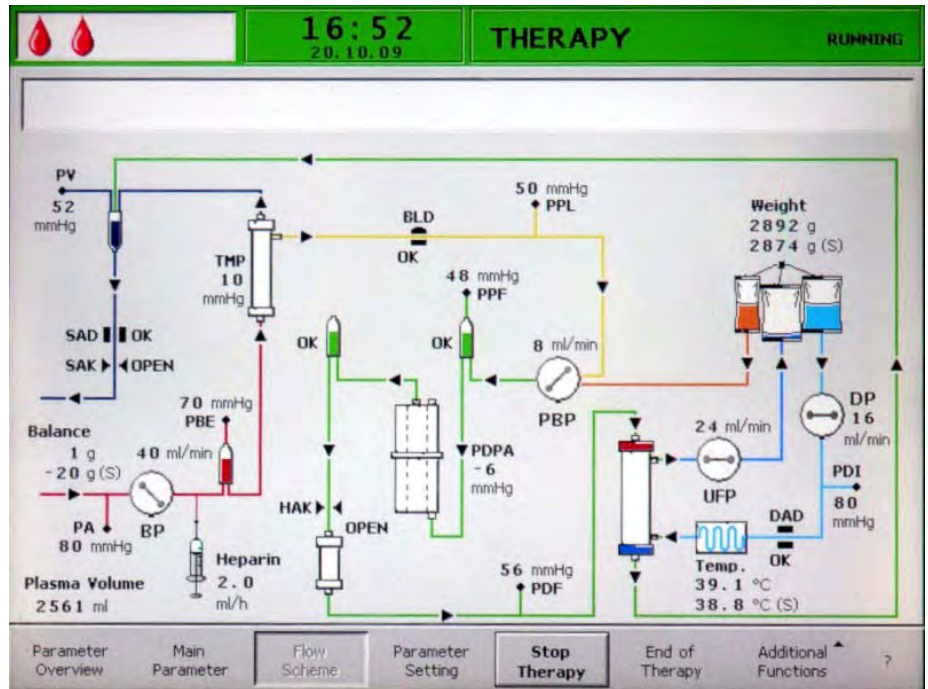 16:52
20.10.09
THERAPY
RUNNING
PV
52
mmHg
TMP
10
mmHg
BLD
OK
50 mmHg
PPL
Weight
2892 g
2874 g (S)
48 mmHg
PPF
SAD
OK
SAK
OPEN
OK
OK
8 ml/min
PBP
DP
16
ml/min
70 mmHg
PBE
Balance
1 g
-20 g (S)
40 ml/min
BP
PA
80 mmHg
PDPA
-6
mmHg
24 ml/min
UFP
PDI
80
mmHg
HAK
OPEN
DAD
OK
Heparin
2.0
ml/h
56 mmHg
PDF
Temp.
39.1 °C
38.8 °C (S)
Plasma Volume
2561 ml
Parameter
Overview
Main
Parameter
Flow
Scheme
Parameter
Setting
Stop
Therapy
End of
Therapy
Additional
Functions
?